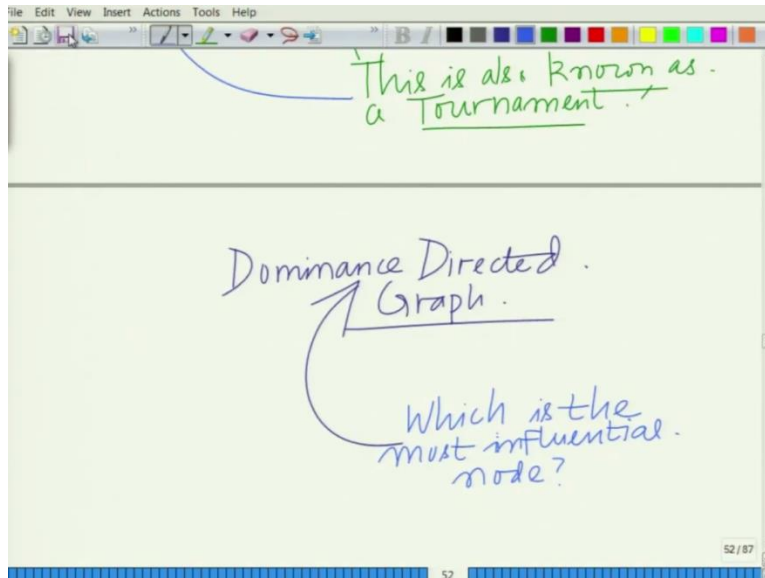 File Edit View Insert Actions Tools Help
This is also known as.
a Tournament.
Dominance Directed.
Graph.
Which is the
most influential.
node?
52/87
52